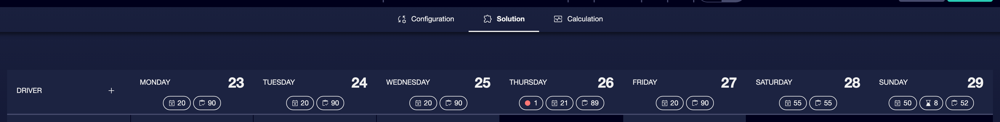 Configuration Solution Calculation
MONDAY 23 TUESDAY 24 WEDNESDAY 25 THURSDAY 26 FRIDAY 27 SATURDAY 28 SUNDAY 29
DRIVER +
20 90 20 90 20 90 1 21 89 20 90 55 55 50 8 52